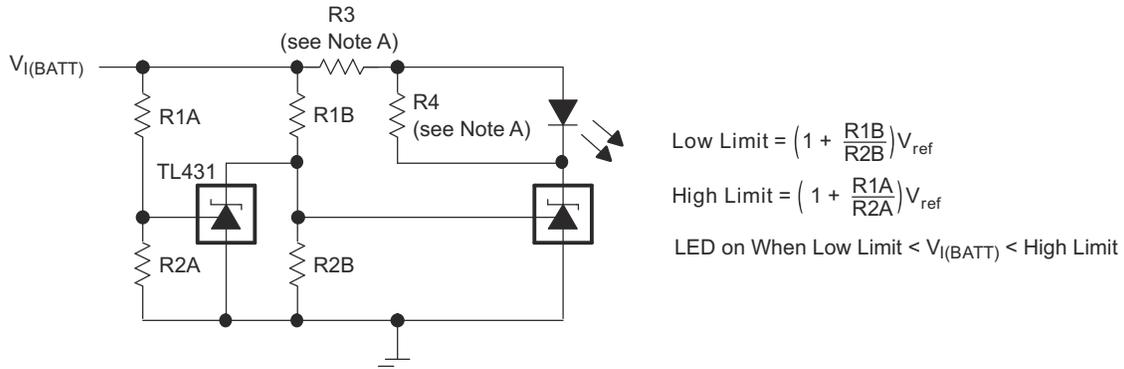 R3
(see Note A)
V_I(BATT)
R1A
R1B
R4
(see Note A)
TL431
R2A
R2B
Low Limit = (1 + R1B/R2B)V_ref
High Limit = ( 1 + R1A/R2A)V_ref
LED on When Low Limit < V_I(BATT) < High Limit